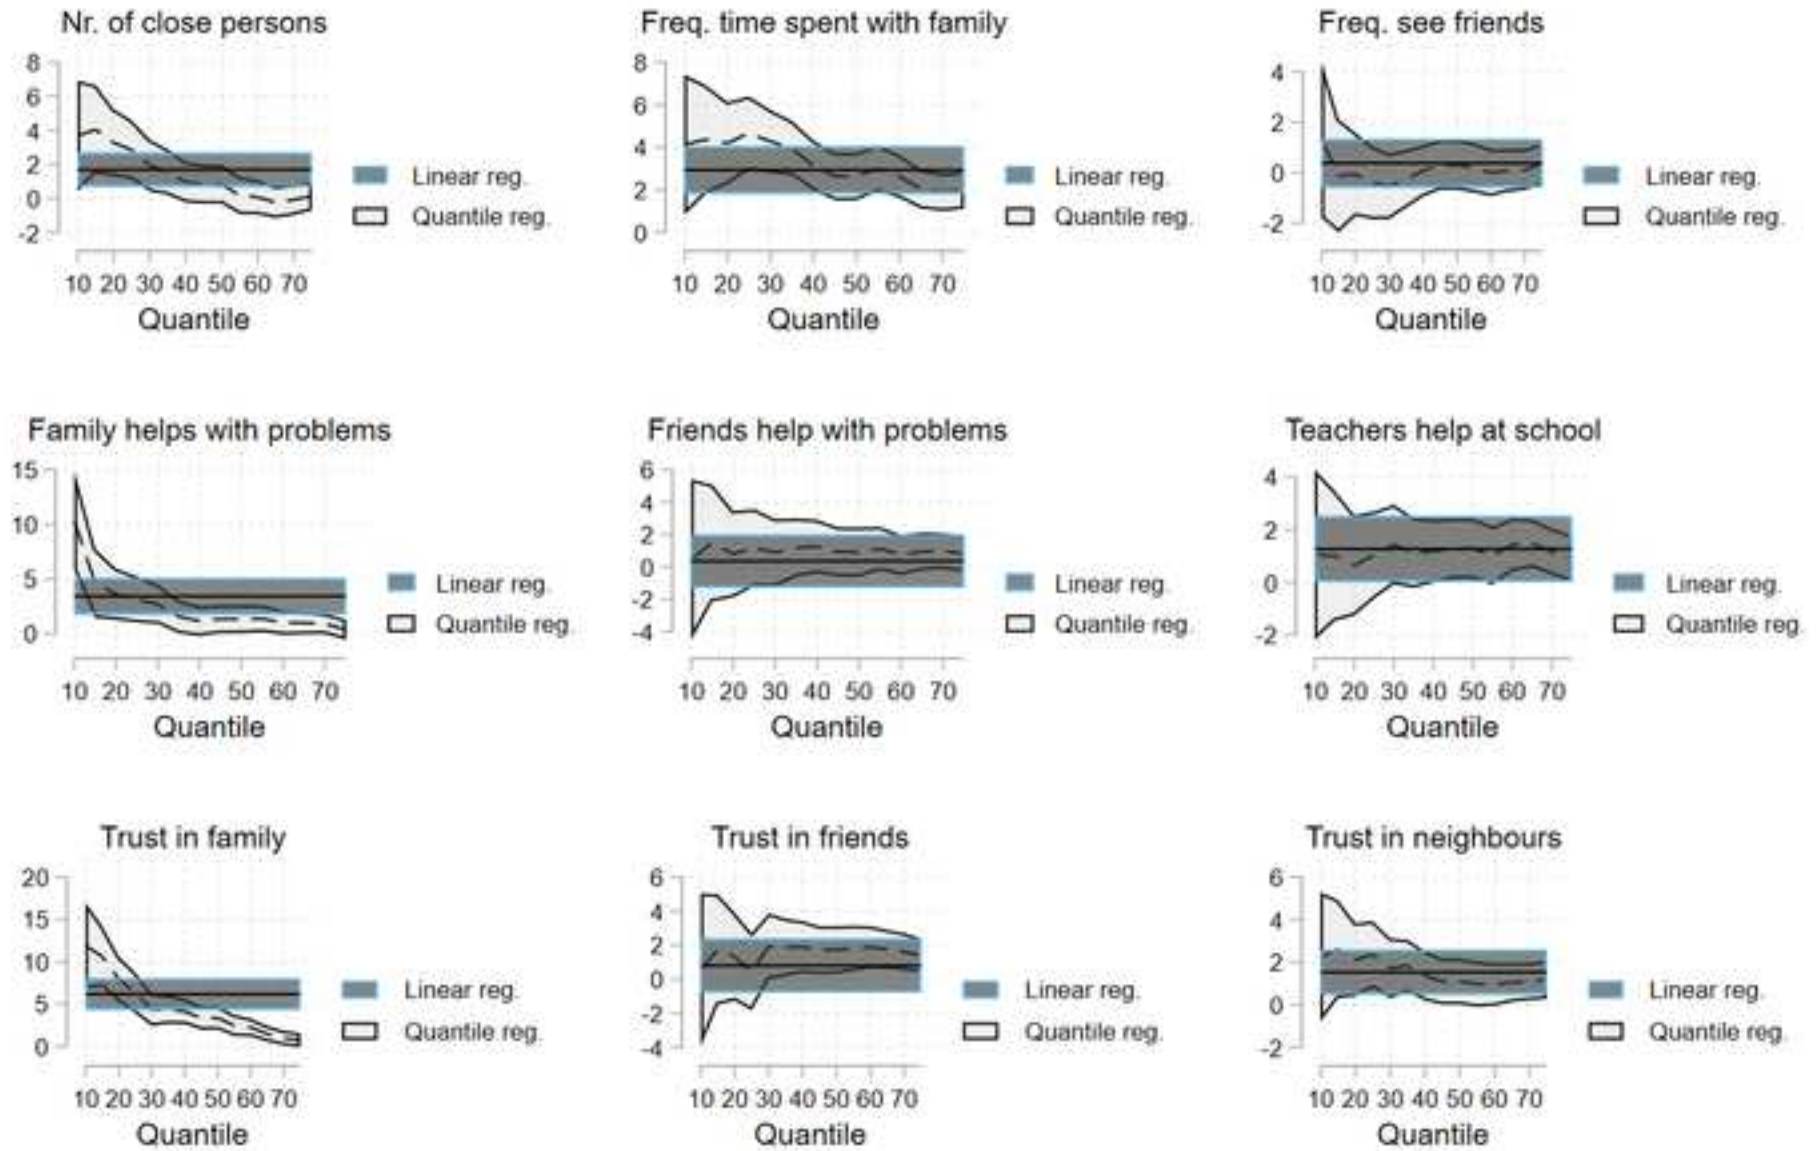 Nr. of close persons
8
6
4
2
0
-2
10 20 30 40 50 60 70
Quantile
Linear reg.
Quantile reg.
Freq. time spent with family
8
6
4
2
0
10 20 30 40 50 60 70
Quantile
Linear reg.
Quantile reg.
Freq. see friends
4
2
0
-2
10 20 30 40 50 60 70
Quantile
Linear reg.
Quantile reg.
Family helps with problems
15
10
5
0
10 20 30 40 50 60 70
Quantile
Linear reg.
Quantile reg.
Friends help with problems
6
4
2
0
-2
-4
10 20 30 40 50 60 70
Quantile
Linear reg.
Quantile reg.
Teachers help at school
4
2
0
-2
10 20 30 40 50 60 70
Quantile
Linear reg.
Quantile reg.
Trust in family
20
15
10
5
0
10 20 30 40 50 60 70
Quantile
Linear reg.
Quantile reg.
Trust in friends
6
4
2
0
-2
-4
10 20 30 40 50 60 70
Quantile
Linear reg.
Quantile reg.
Trust in neighbours
6
4
2
0
-2
10 20 30 40 50 60 70
Quantile
Linear reg.
Quantile reg.